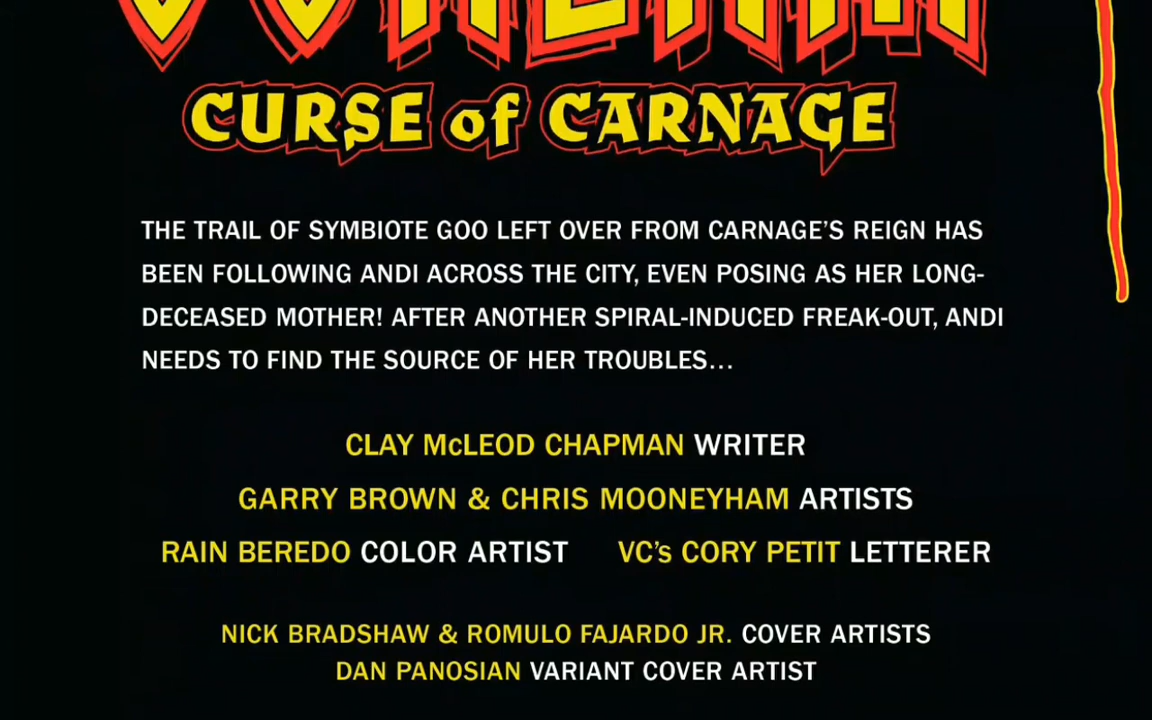 CURSE of CARNAGE
THE TRAIL OF SYMBIOTE GOO LEFT OVER FROM CARNAGE'S REIGN HAS
BEEN FOLLOWING ANDI ACROSS THE CITY, EVEN POSING AS HER LONG-
DECEASED MOTHER! AFTER ANOTHER SPIRAL-INDUCED FREAK-OUT, ANDI
NEEDS TO FIND THE SOURCE OF HER TROUBLES...
CLAY McLEOD CHAPMAN WRITER
GARRY BROWN & CHRIS MOONEYHAM ARTISTS
RAIN BEREDO COLOR ARTIST VC's CORY PETIT LETTERER
NICK BRADSHAW & ROMULO FAJARDO JR. COVER ARTISTS
DAN PANOSIAN VARIANT COVER ARTIST